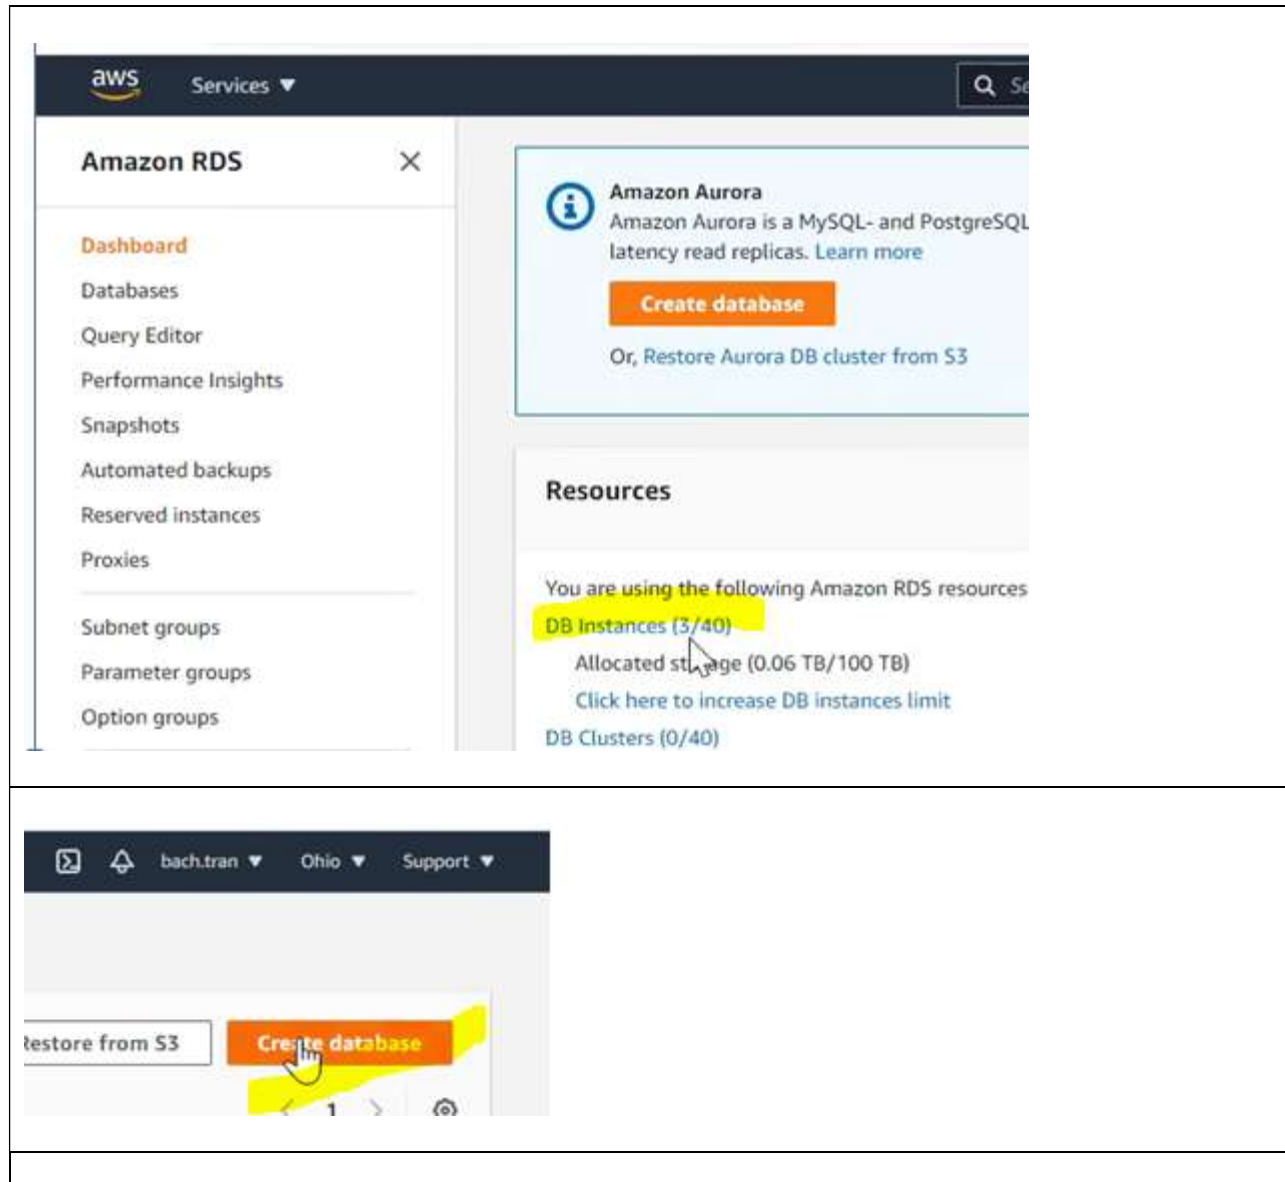 aws Services ▼ Se
Amazon RDS
Dashboard
Databases
Query Editor
Performance Insights
Snapshots
Automated backups
Reserved instances
Proxies
Subnet groups
Parameter groups
Option groups
Amazon Aurora
Amazon Aurora is a MySQL- and PostgreSQL
latency read replicas. Learn more
Create database
Or, Restore Aurora DB cluster from S3
Resources
You are using the following Amazon RDS resources
DB Instances (3/40)
Allocated storage (0.06 TB/100 TB)
Click here to increase DB instances limit
DB Clusters (0/40)
bach.tran ▼ Ohio ▼ Support ▼
Restore from S3 Create database
< 1 >